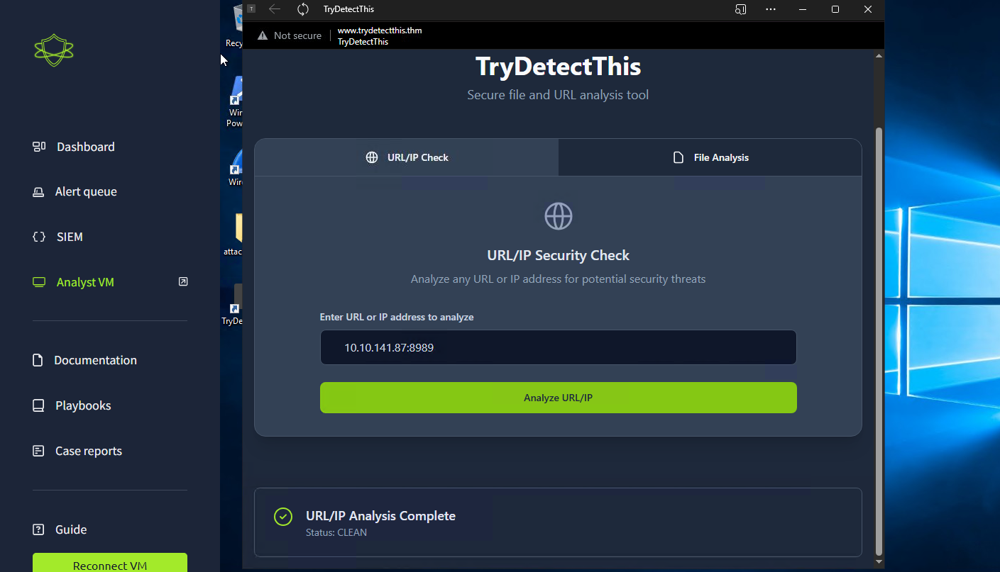 TryDetectThis
Not secure
www.trydetectthis.thm
TryDetectThis
Dashboard
Alert queue
SIEM
Analyst VM
Documentation
Playbooks
Case reports
Guide
Reconnect VM
TryDetectThis
Secure file and URL analysis tool
URL/IP Check
File Analysis
URL/IP Security Check
Analyze any URL or IP address for potential security threats
Enter URL or IP address to analyze
10.10.141.87:8989
Analyze URL/IP
URL/IP Analysis Complete
Status: CLEAN
Recy
Win
Pow
Wir
attac
TryDe